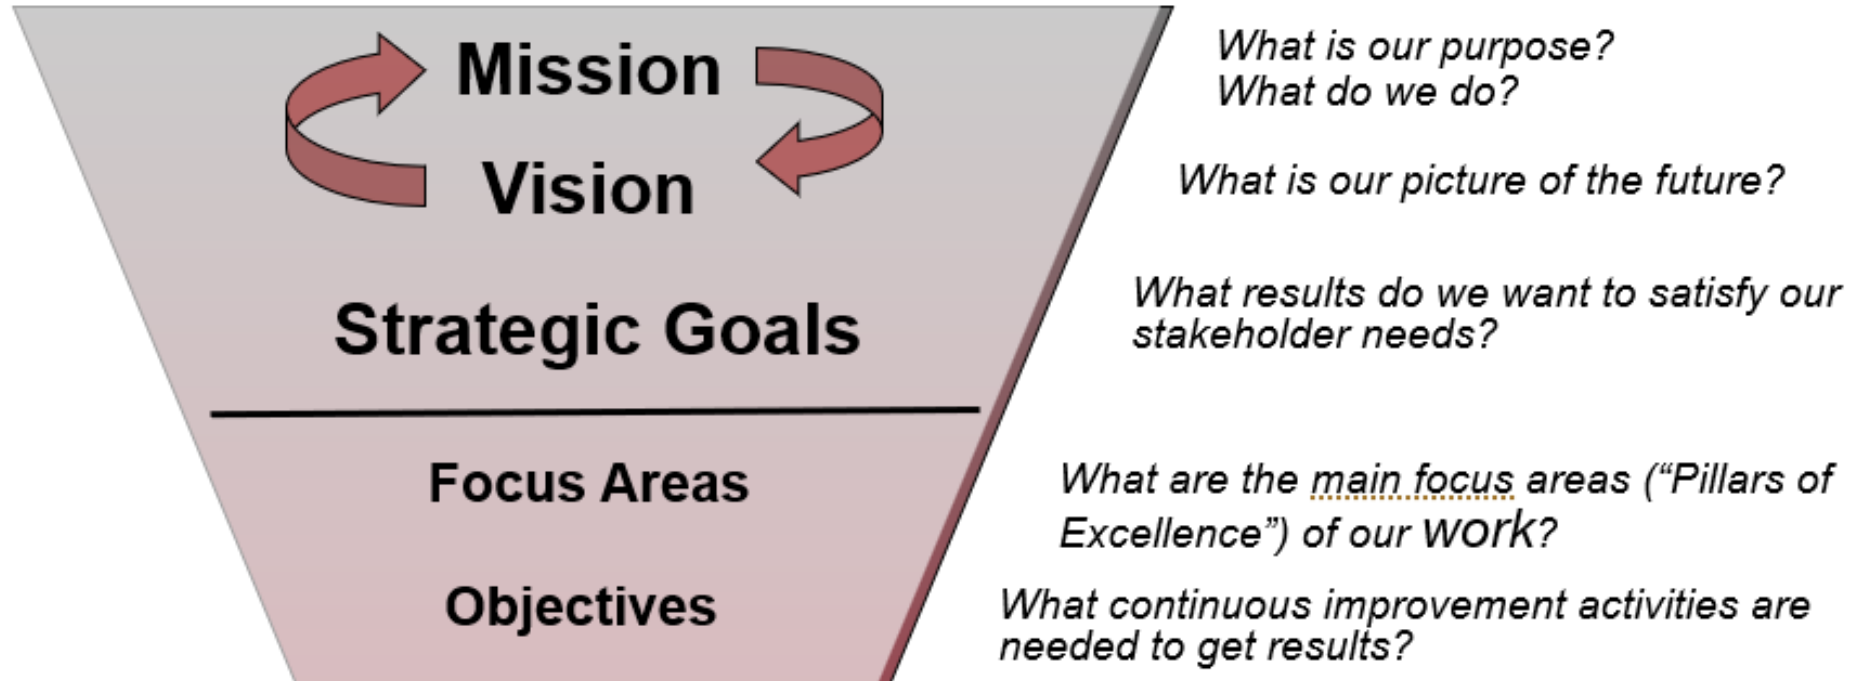 Mission
What is our purpose?
What do we do?
Vision
What is our picture of the future?
Strategic Goals
What results do we want to satisfy our
stakeholder needs?
Focus Areas
What are the main focus areas (“Pillars of
Excellence”) of our work?
Objectives
What continuous improvement activities are
needed to get results?